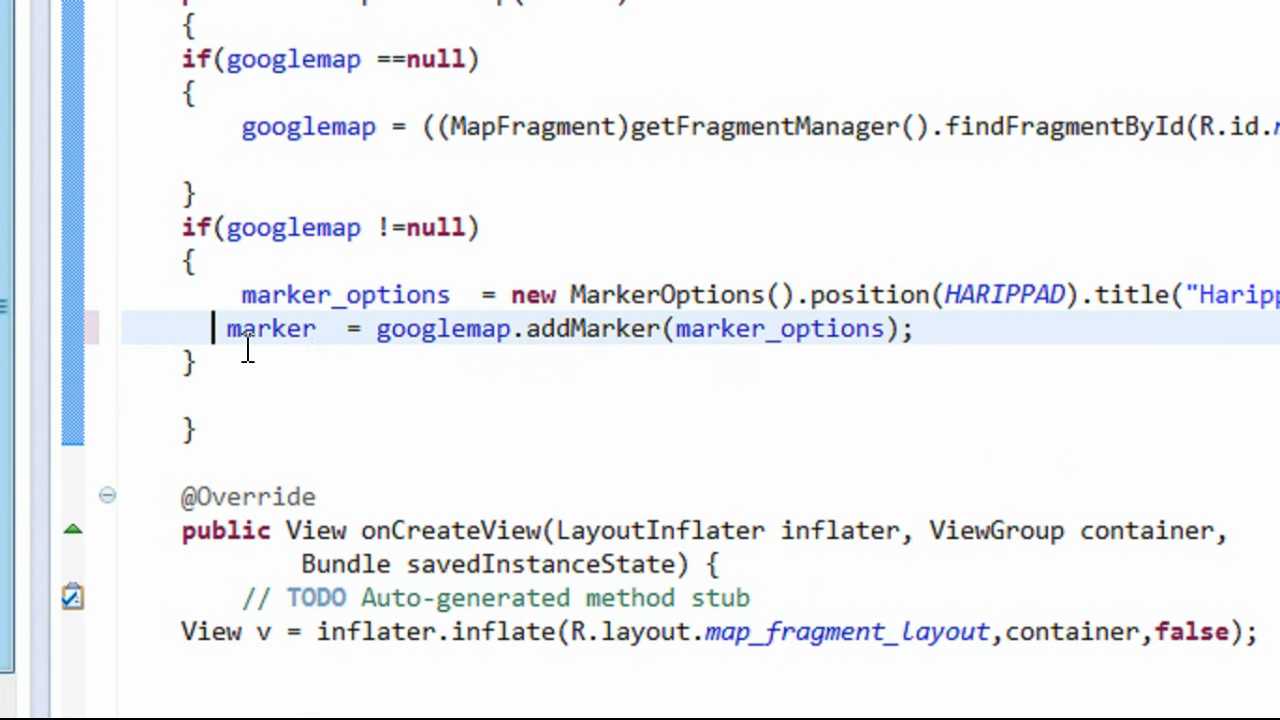 {
if(googlemap ==null)
{
googlemap = ((MapFragment)getFragmentManager().findFragmentById(R.id.
}
if(googlemap !=null)
{
marker_options  = new MarkerOptions().position(HARIPPAD).title("Haripp
marker  = googlemap.addMarker(marker_options);
}
}
@Override
public View onCreateView(LayoutInflater inflater, ViewGroup container,
Bundle savedInstanceState) {
// TODO Auto-generated method stub
View v = inflater.inflate(R.layout.map_fragment_layout,container,false);